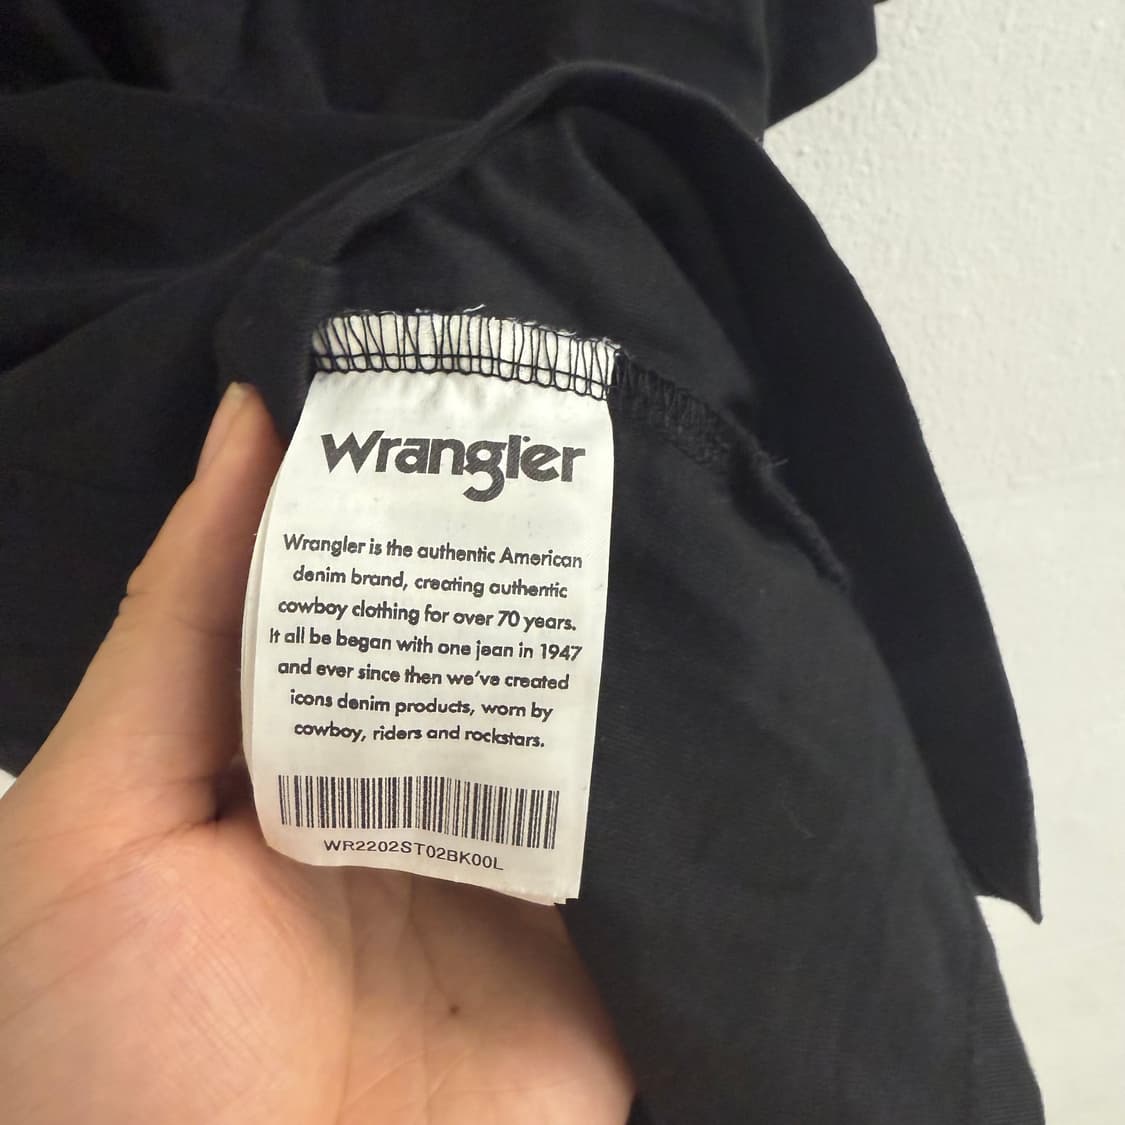 Wrangler
Wrangler is the authentic American
denim brand, creating authentic
cowboy clothing for over 70 years.
It all be began with one jean in 1947
and ever since then we've created
icons denim products, worn by
cowboy, riders and rockstars.
WR2202ST02BK00L